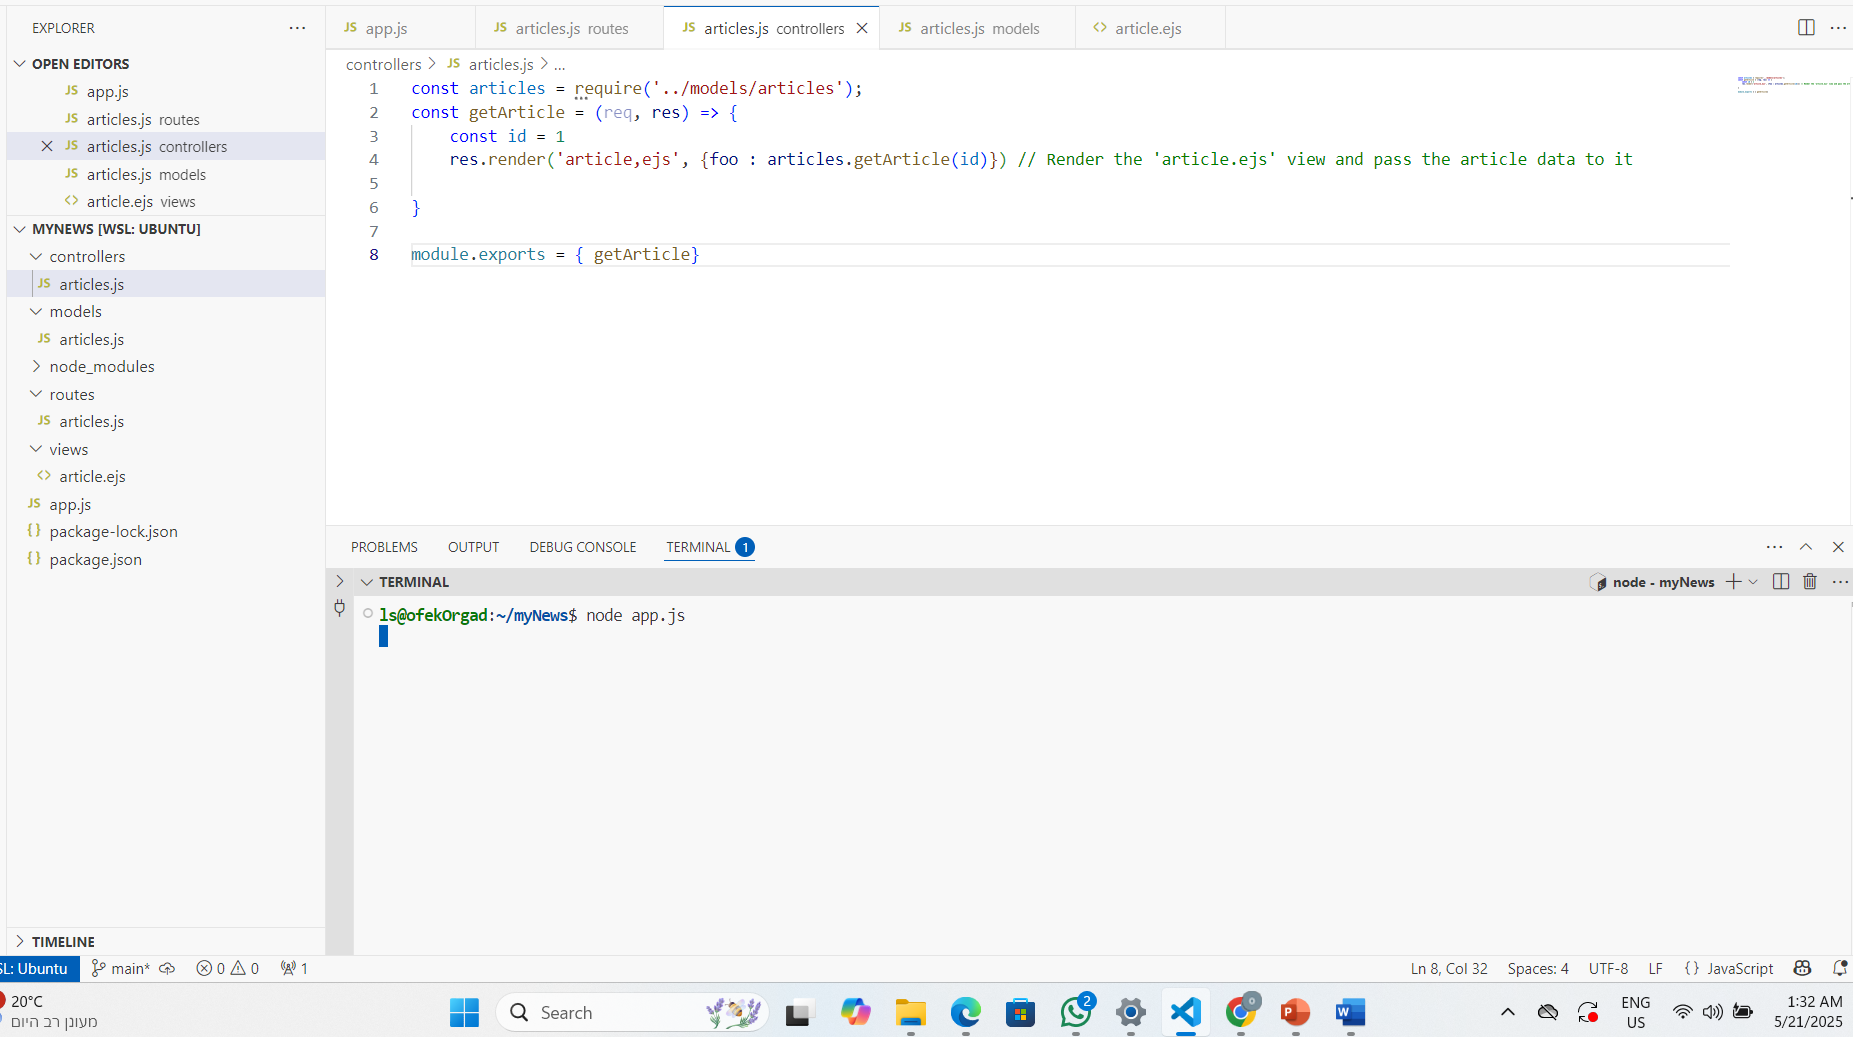 EXPLORER
OPEN EDITORS
JS app.js
JS articles.js routes
JS articles.js controllers
JS articles.js models
<> article.ejs views
MYNEWS [WSL: UBUNTU]
controllers
JS articles.js
models
JS articles.js
node_modules
routes
JS articles.js
views
<> article.ejs
JS app.js
{} package-lock.json
{} package.json
TIMELINE
JS app.js
JS articles.js routes
JS articles.js controllers
JS articles.js models
<> article.ejs
controllers > JS articles.js > ...
1 const articles = require('../models/articles');
2 const getArticle = (req, res) => {
3 const id = 1
4 res.render('article,ejs', {foo : articles.getArticle(id)}) // Render the 'article.ejs' view and pass the article data to it
5
6 }
7
8 module.exports = { getArticle}
PROBLEMS OUTPUT DEBUG CONSOLE TERMINAL 1
TERMINAL
node - myNews
ls@ofekOrgad:~/myNews$ node app.js
SL: Ubuntu main* 0 0 1
Ln 8, Col 32 Spaces: 4 UTF-8 LF {} JavaScript
20°C
מעונן רב היום
Search
2
0
P
W
ENG
US
1:32 AM
5/21/2025